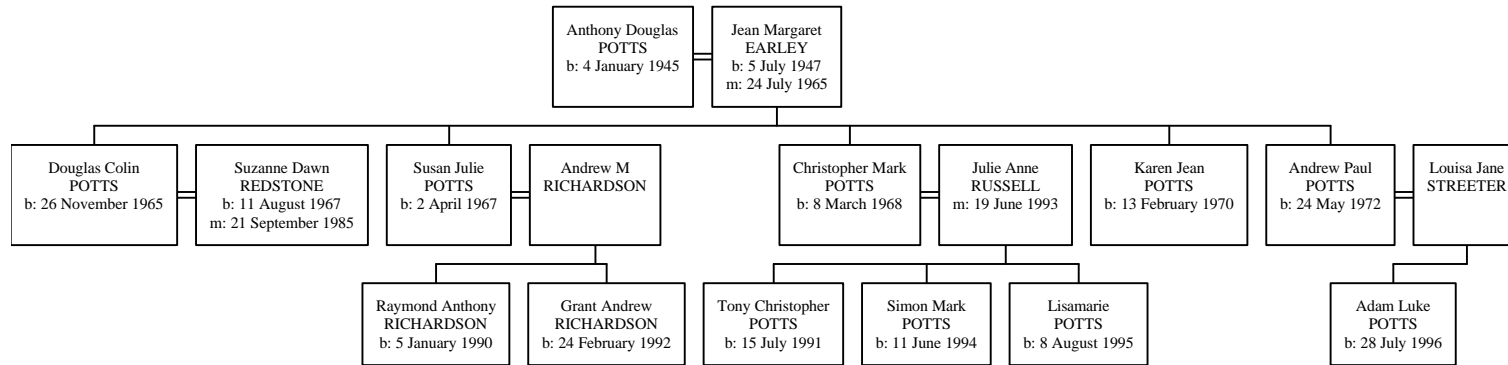 Anthony Douglas
POTTS
b: 4 January 1945
Jean Margaret
EARLEY
b: 5 July 1947
m: 24 July 1965
Douglas Colin
POTTS
b: 26 November 1965
Suzanne Dawn
REDSTONE
b: 11 August 1967
m: 21 September 1985
Susan Julie
POTTS
b: 2 April 1967
Andrew M
RICHARDSON
Christopher Mark
POTTS
b: 8 March 1968
Julie Anne
RUSSELL
m: 19 June 1993
Karen Jean
POTTS
b: 13 February 1970
Andrew Paul
POTTS
b: 24 May 1972
Louisa Jane
STREETER
Raymond Anthony
RICHARDSON
b: 5 January 1990
Grant Andrew
RICHARDSON
b: 24 February 1992
Tony Christopher
POTTS
b: 15 July 1991
Simon Mark
POTTS
b: 11 June 1994
Lisamarie
POTTS
b: 8 August 1995
Adam Luke
POTTS
b: 28 July 1996